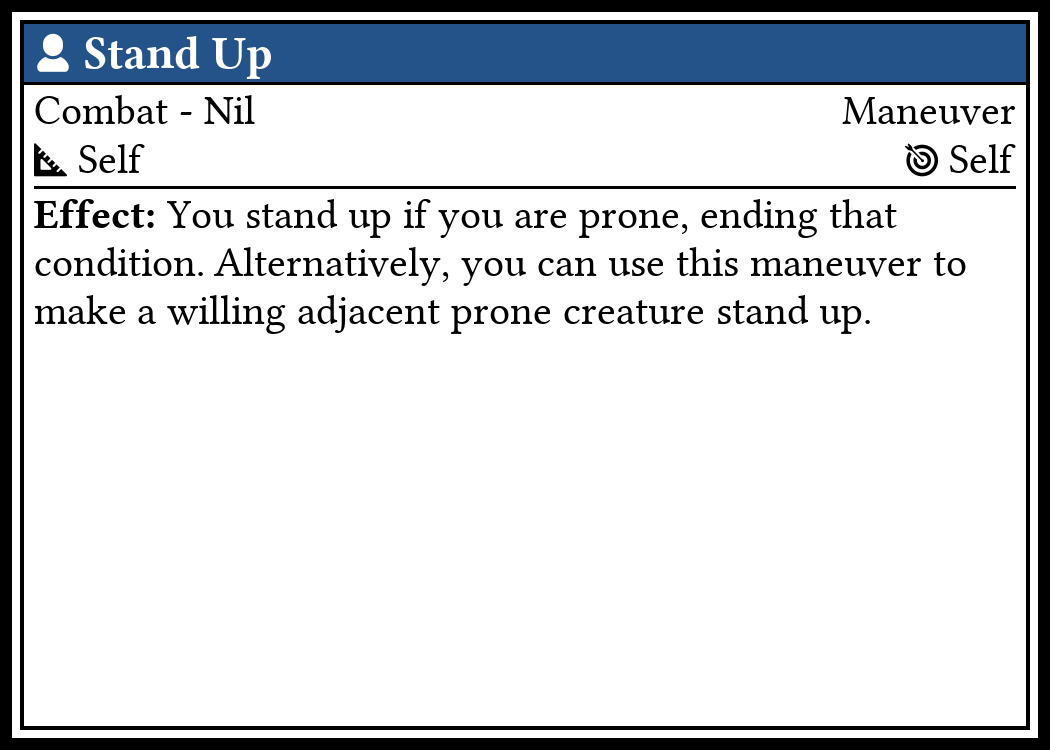 Stand Up
Combat - Nil Maneuver
Self Self
Effect: You stand up if you are prone, ending that
condition. Alternatively, you can use this maneuver to
make a willing adjacent prone creature stand up.